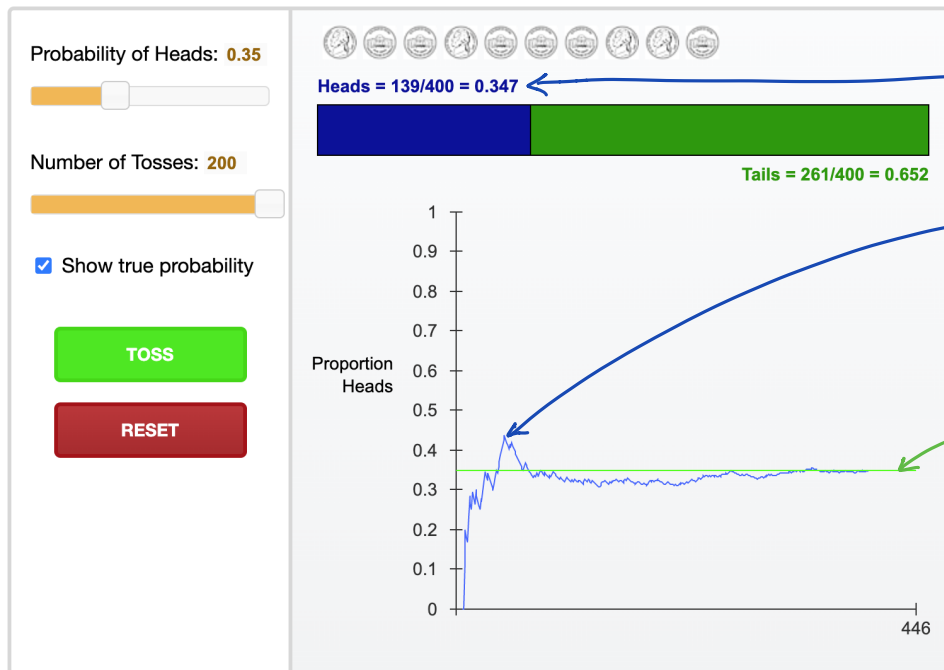 Probability of Heads: 0.35
Number of Tosses: 200
Show true probability
TOSS
RESET
Heads = 139/400 = 0.347
Tails = 261/400 = 0.652
1
0.9
0.8
0.7
Proportion
Heads
0.6
0.5
0.4
0.3
0.2
0.1
0
446